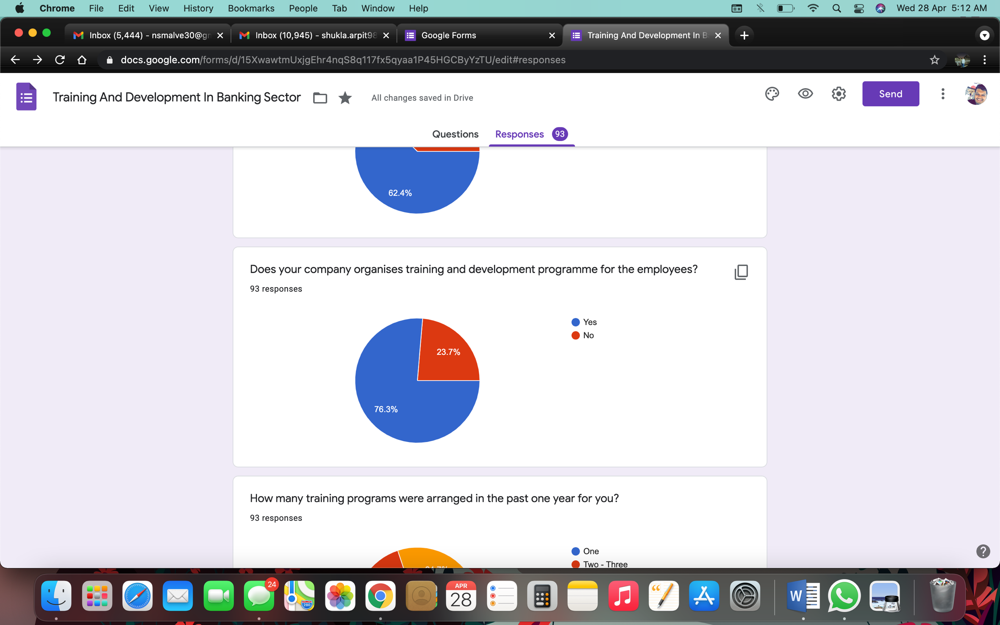 Chrome File Edit View History Bookmarks People Tab Window Help Wed 28 Apr 5:12 AM
Inbox (5,444) - nsmalve30@gm Inbox (10,945) - shukla.arpit98 Google Forms Training And Development In B
docs.google.com/forms/d/15XwawtmUxjgEhr4nqS8q117fx5qyaa1P45HGCByYzTU/edit#responses
Training And Development In Banking Sector All changes saved in Drive Send
Questions Responses 93
62.4%
Does your company organises training and development programme for the employees?
93 responses
Yes
No
23.7%
76.3%
How many training programs were arranged in the past one year for you?
93 responses
One
Two - Three
24
280
APR
28
W